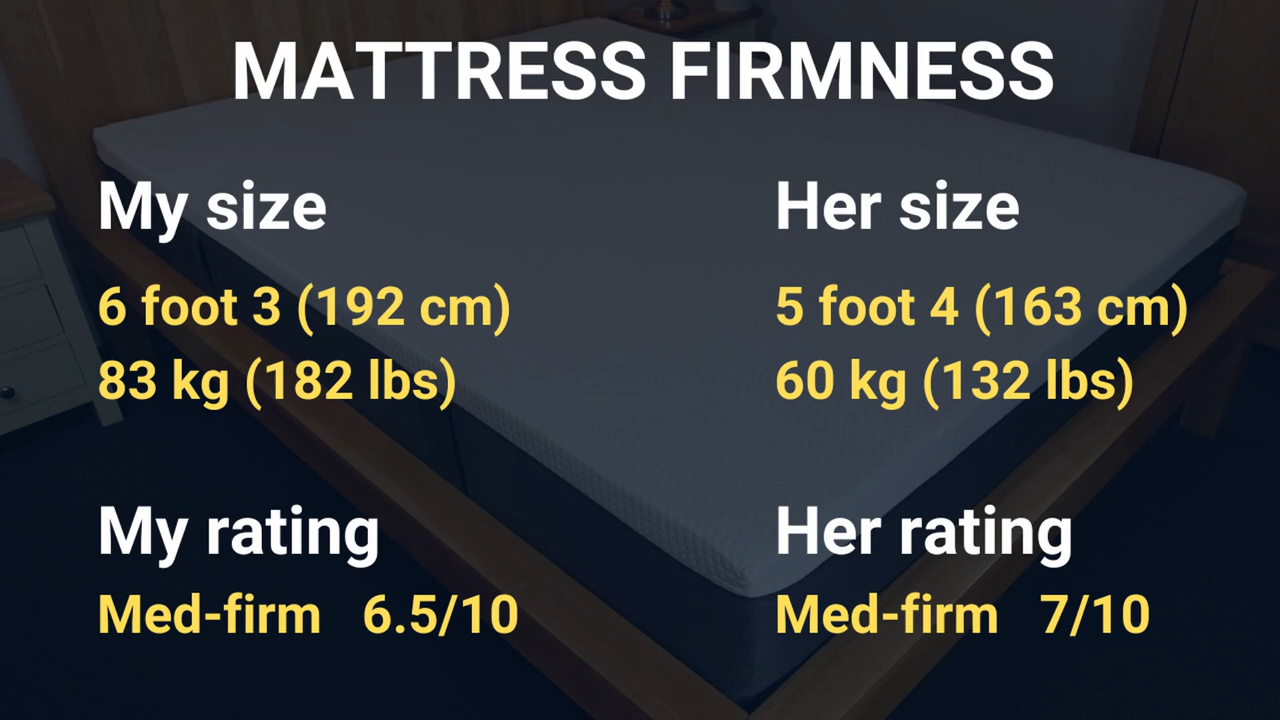 MATTRESS FIRMNESS
My size
6 foot 3 (192 cm)
83 kg (182 lbs)
Her size
5 foot 4 (163 cm)
60 kg (132 lbs)
My rating
Med-firm 6.5/10
Her rating
Med-firm 7/10